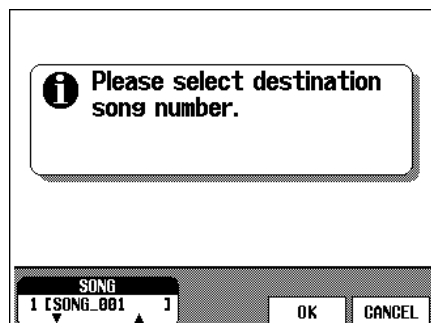 Please select destination
song number.
SONG
1 [SONG_001 ]
OK
CANCEL